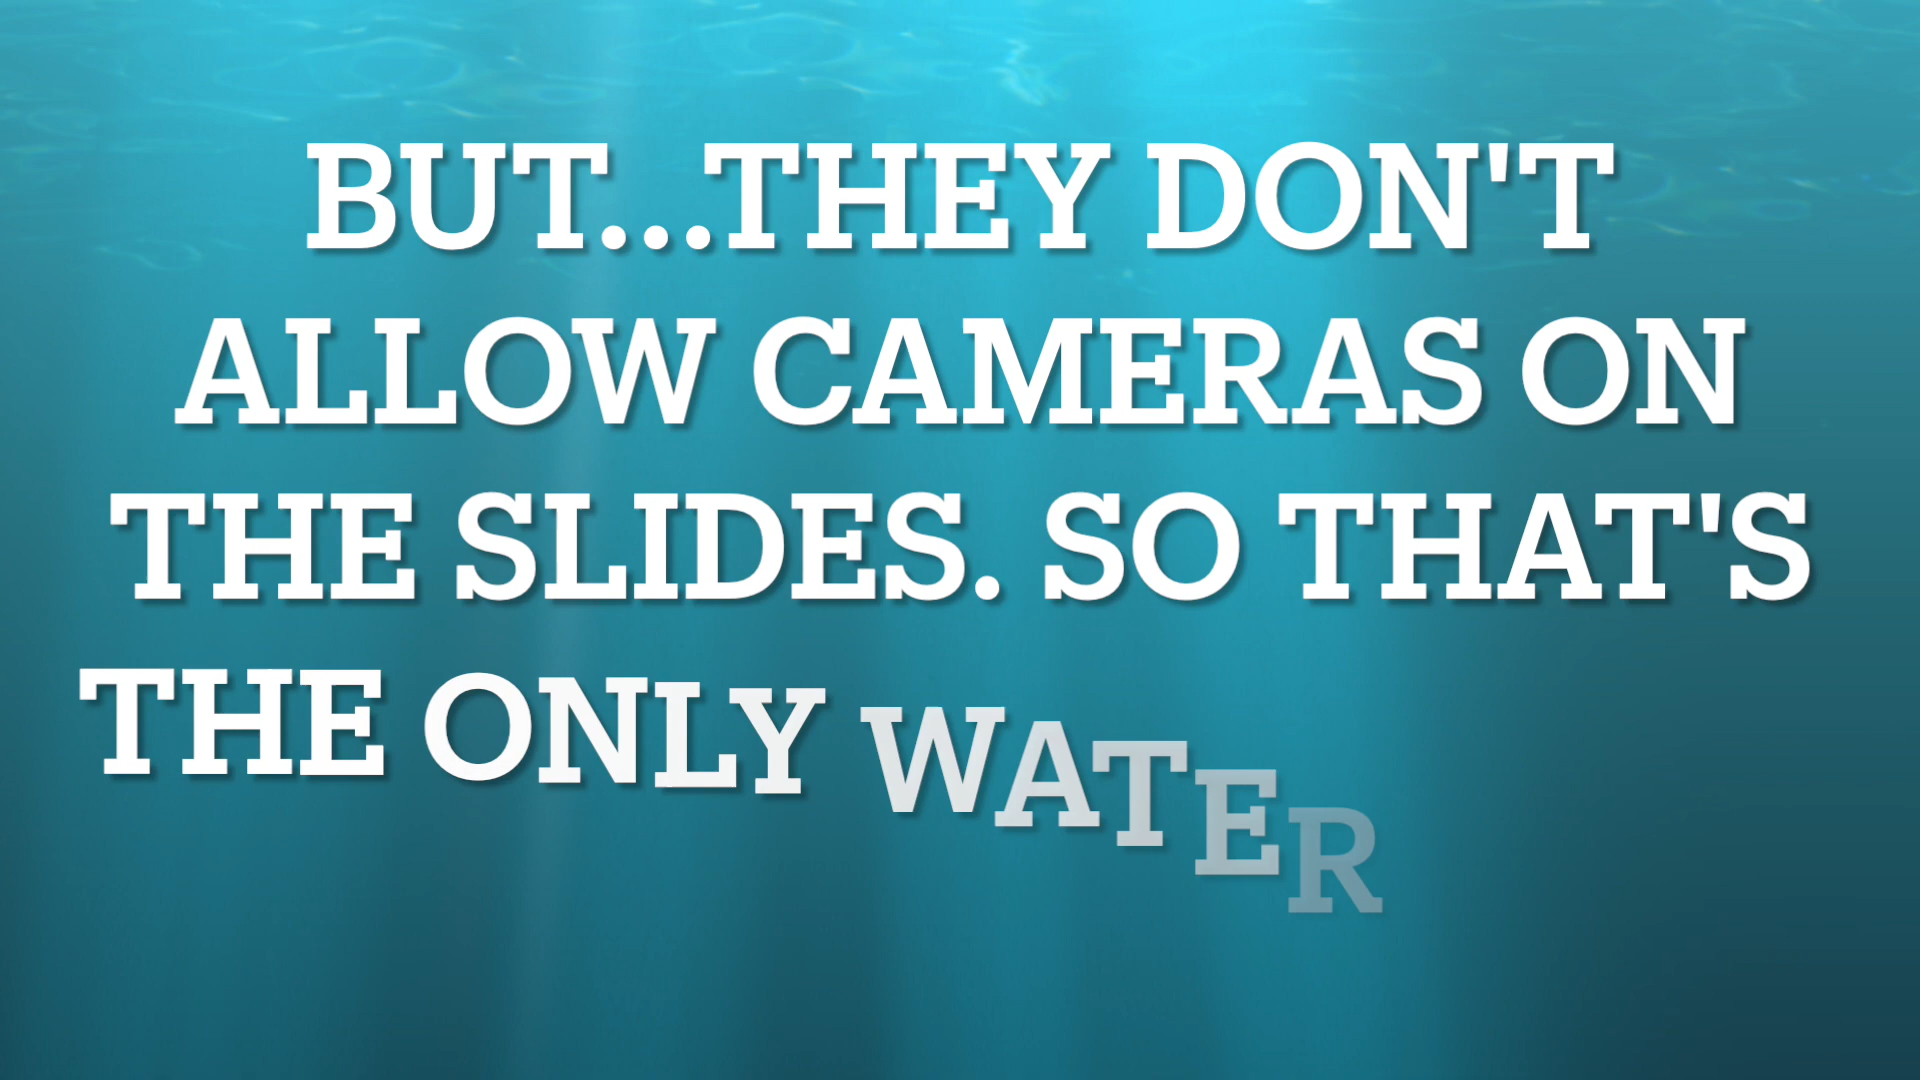 BUT...THEY DON'T
ALLOW CAMERAS ON
THE SLIDES. SO THAT'S
THE ONLY WATER